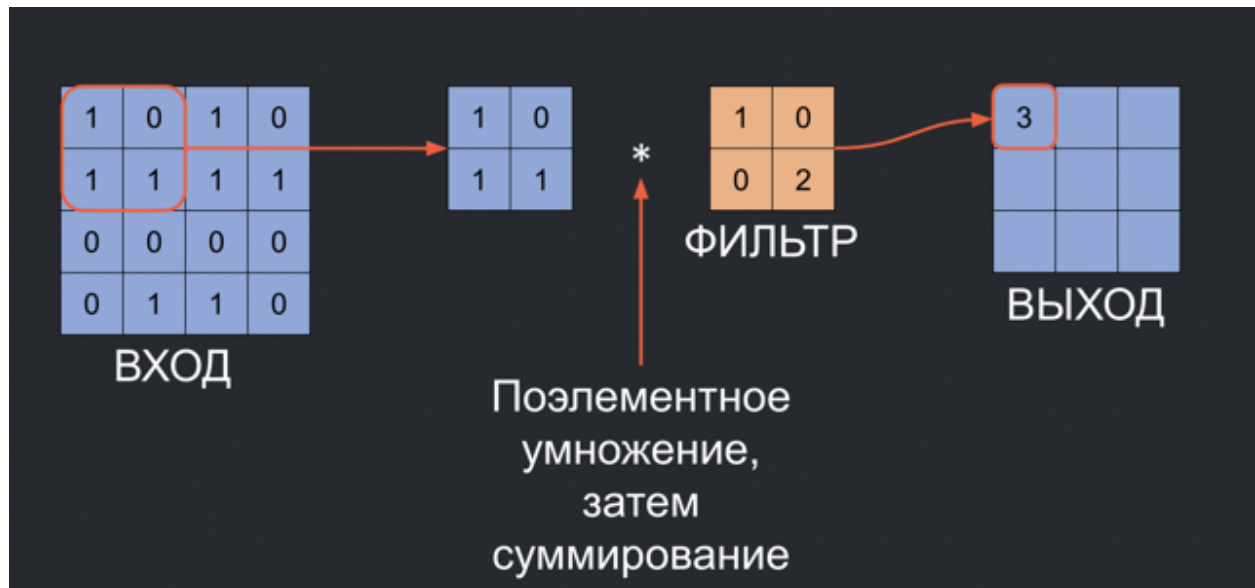 1 0 1 0
1 1 1 1
0 0 0 0
0 1 1 0
ВХОД
1 0
1 1
*
1 0
0 2
ФИЛЬТР
3
ВЫХОД
Поэлементное
умножение,
затем
суммирование